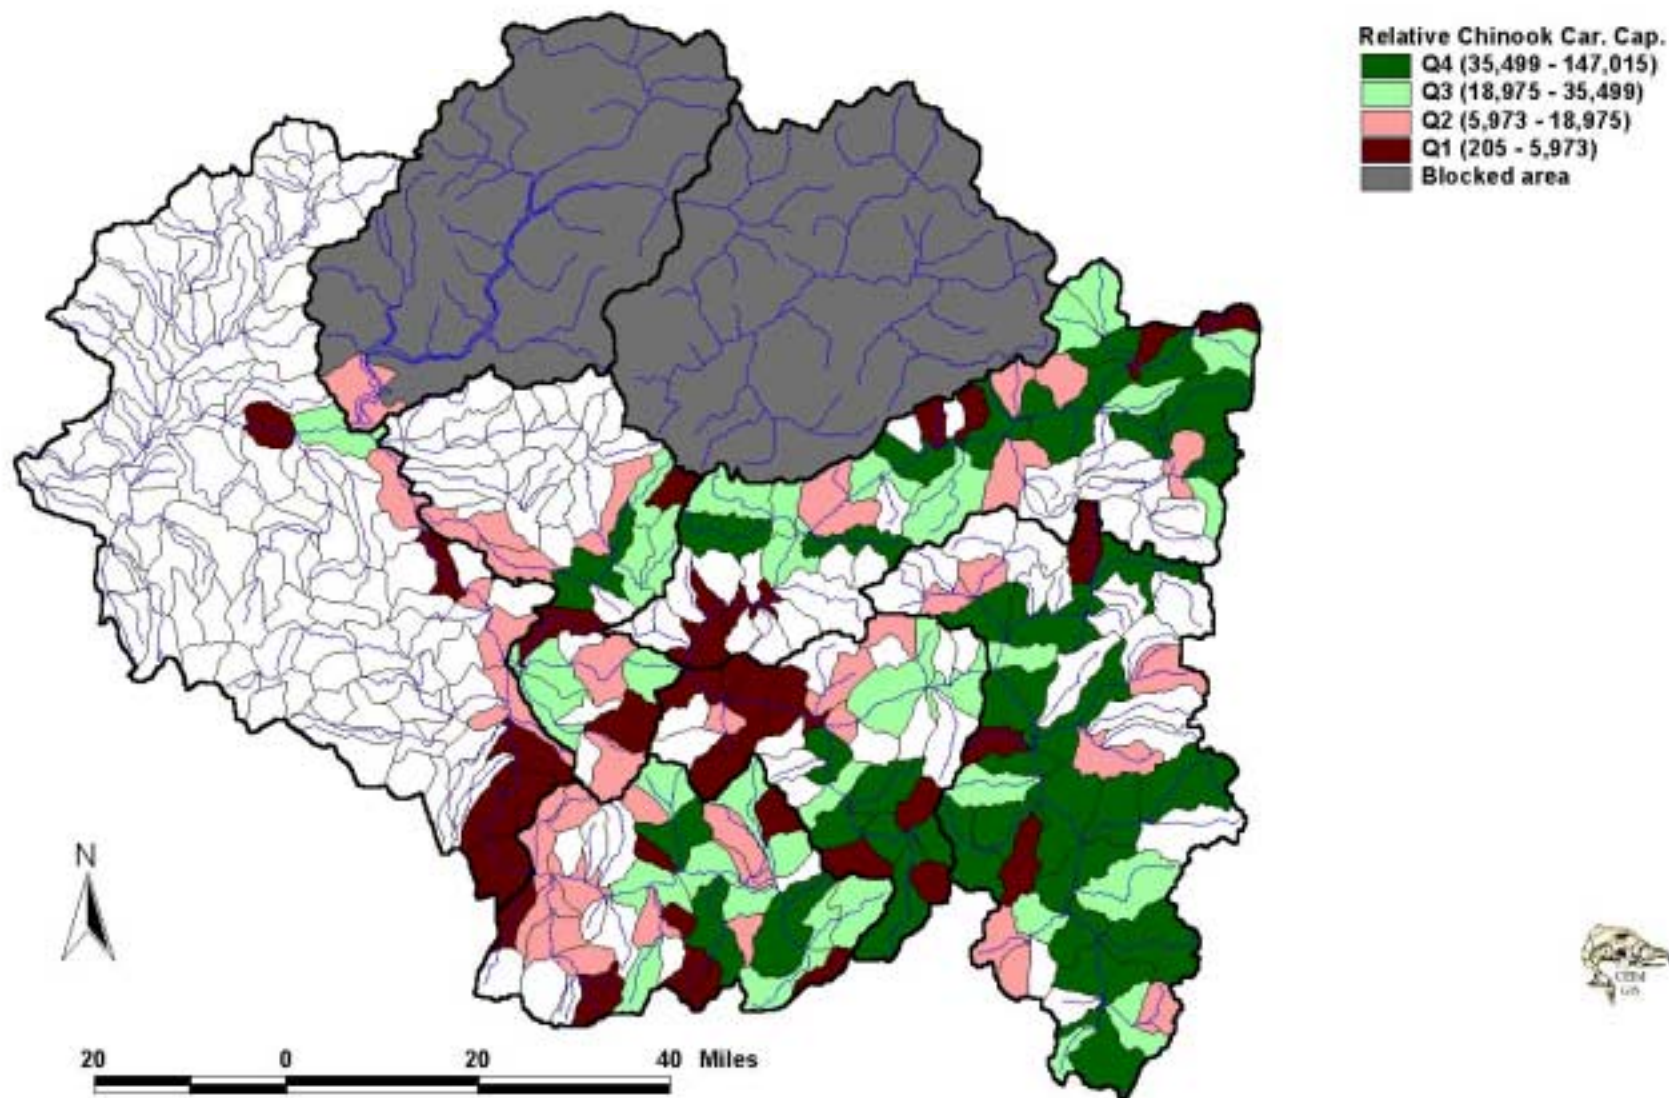 Relative Chinook Car. Cap.
Q4 (35,499 - 147,015)
Q3 (18,975 - 35,499)
Q2 (5,973 - 18,975)
Q1 (205 - 5,973)
Blocked area
N
20 0 20 40 Miles